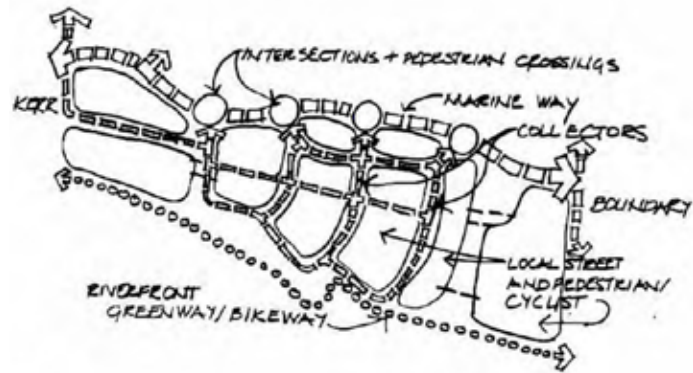 INTERSECTIONS + PEDESTRIAN CROSSINGS
KERR
MARINE WAY
COLLECTORS
BOUNDARY
LOCAL STREET
AND PEDESTRIAN/
CYCLIST
RIVERFRONT
GREENWAY/BIKEWAY